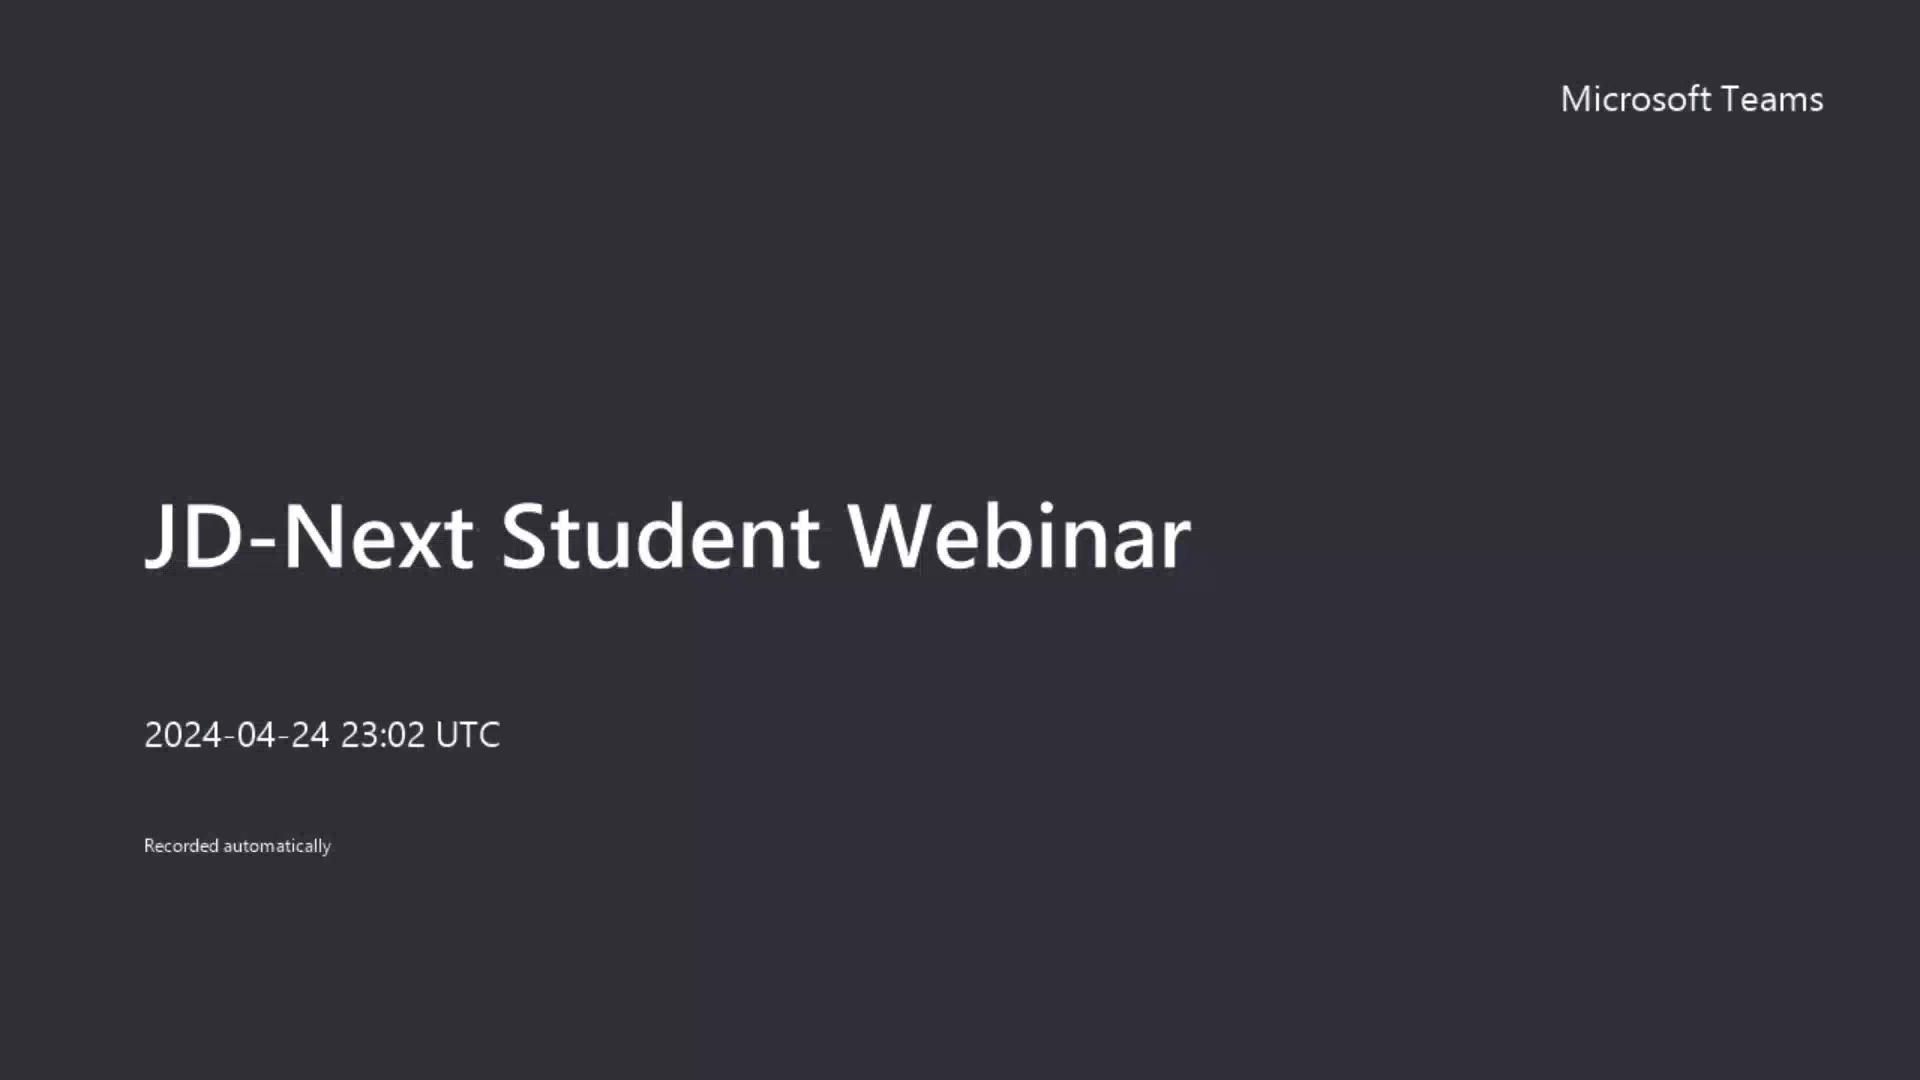 Microsoft Teams
JD-Next Student Webinar
2024-04-24 23:02 UTC
Recorded automatically